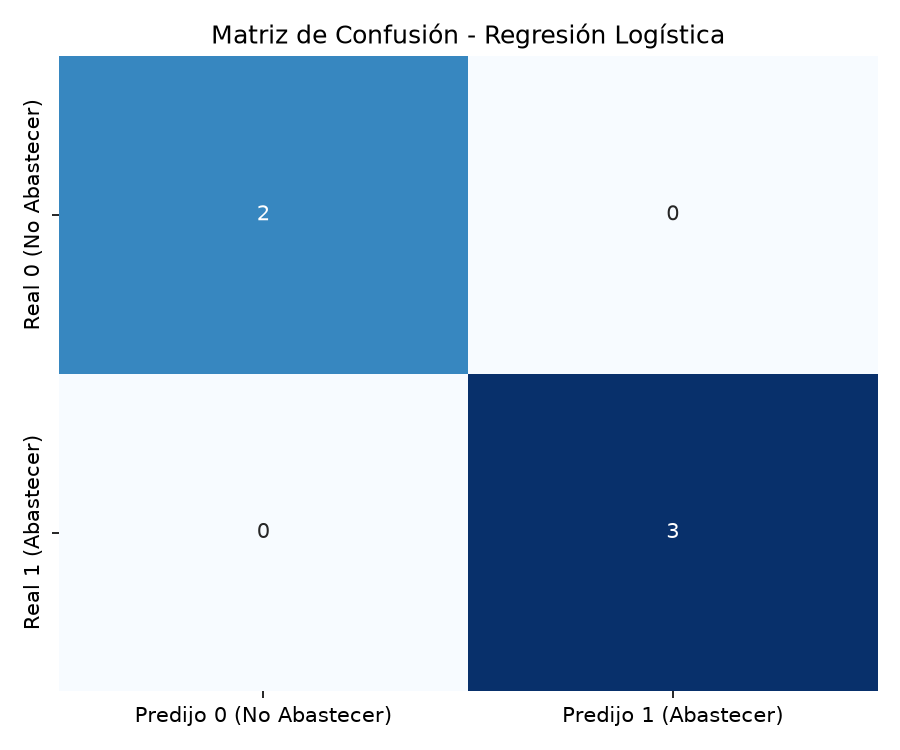 Matriz de Confusión - Regresión Logística
Real 0 (No Abastecer)
2
0
Real 1 (Abastecer)
0
3
Predijo 0 (No Abastecer)
Predijo 1 (Abastecer)